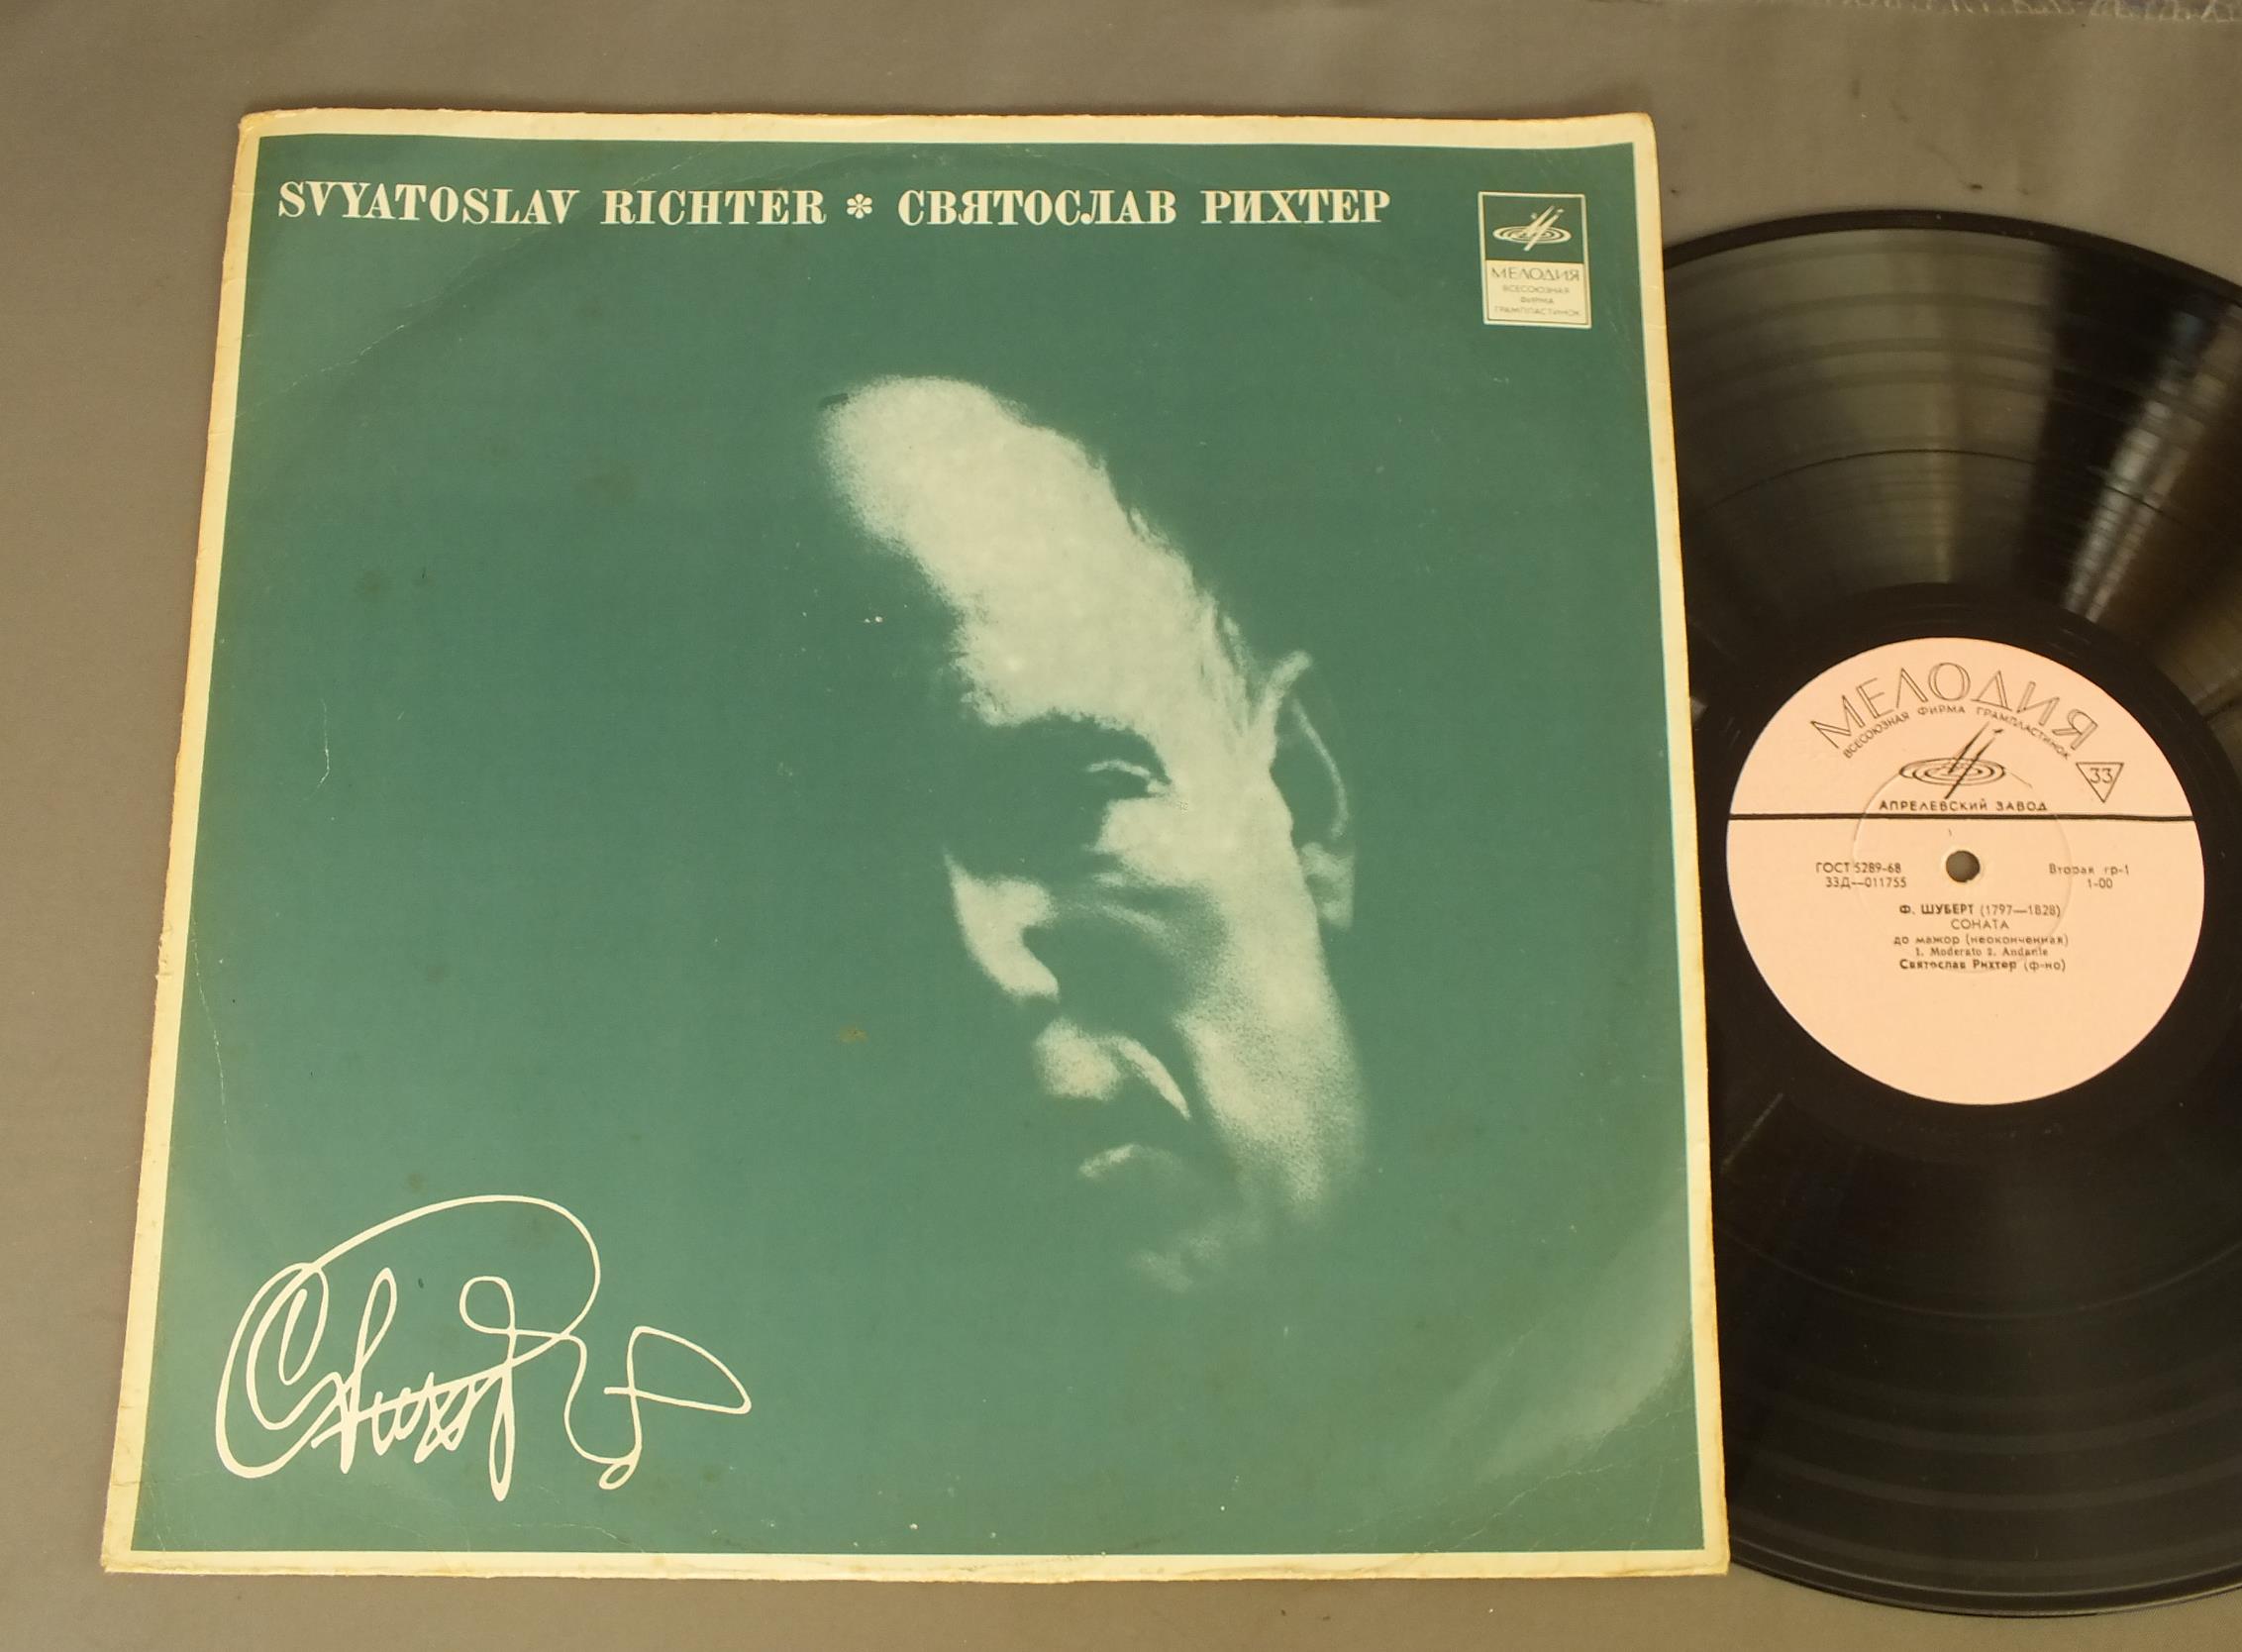 SVYATOSLAV RICHTER * СВЯТОСЛАВ РИХТЕР
МЕЛОДИЯ
ВСЕСОЮЗНАЯ
ФИРМА
ГРАМПЛАСТИНОК
МЕЛОДИЯ
ВСЕСОЮЗНАЯ ФИРМА ГРАМПЛАСТИНОК
33
АПРЕЛЕВСКИЙ ЗАВОД
ГОСТ 5289-68
33Д—011755
Вторая гр-1
1-00
Ф. ШУБЕРТ (1797—1828)
СОНАТА
до мажор (неоконченная)
1. Moderato 2. Andante
Святослав Рихтер (ф-но)